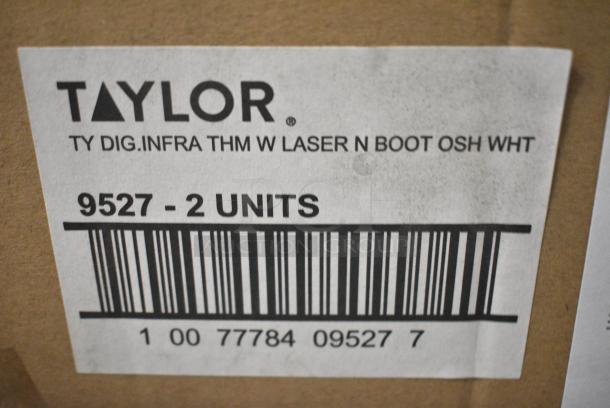 TAYLOR®
TY DIG.INFRA THM W LASER N BOOT OSH WHT
9527 - 2 UNITS
1 00 77784 09527 7